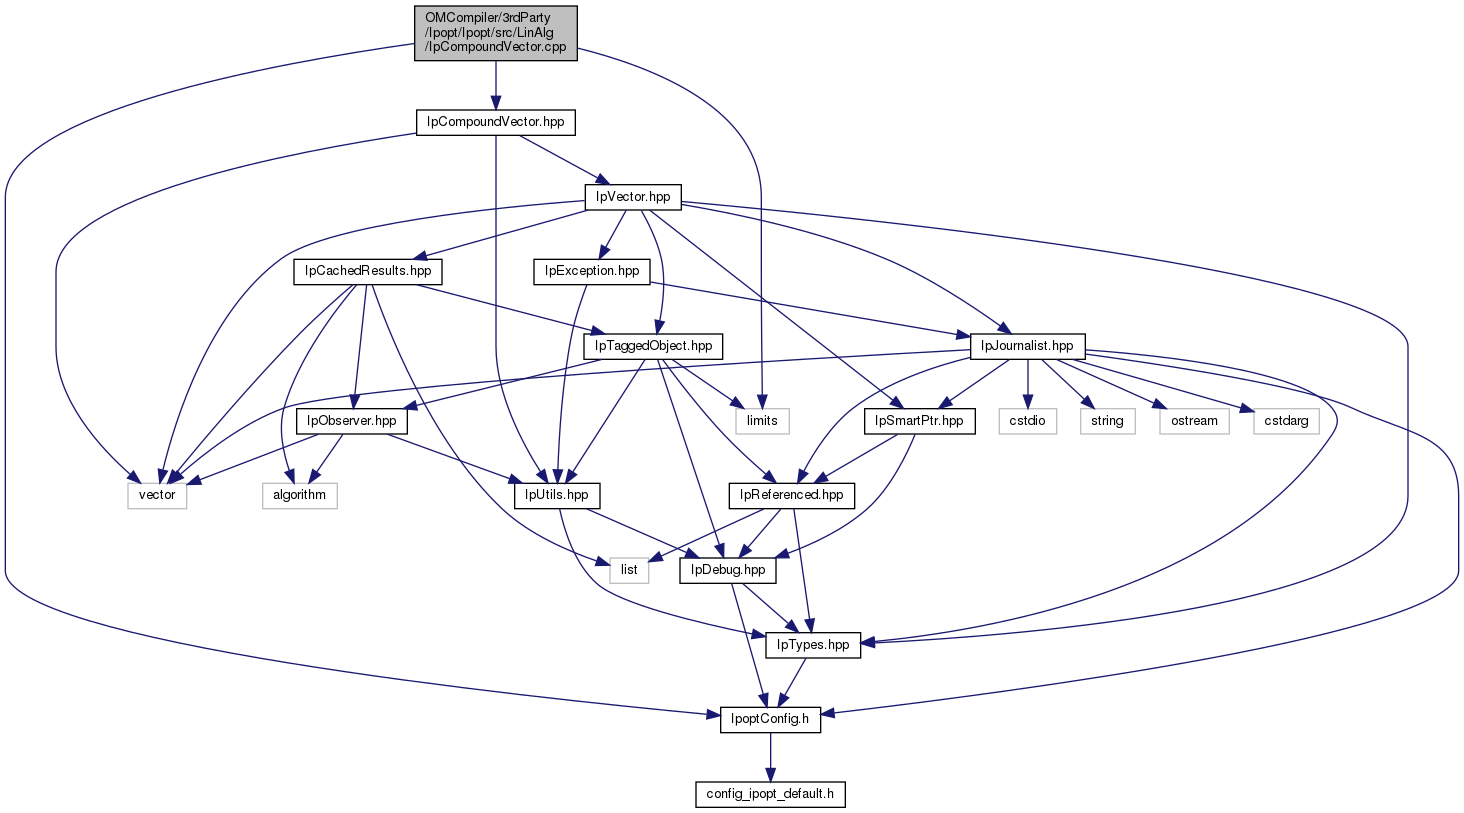 OMCompiler/3rdParty
/Ipopt/Ipopt/src/LinAlg
/IpCompoundVector.cpp
IpCompoundVector.hpp
IpVector.hpp
IpCachedResults.hpp
IpException.hpp
IpTaggedObject.hpp
IpJournalist.hpp
IpObserver.hpp
limits
IpSmartPtr.hpp
cstdio
string
ostream
cstdarg
vector
algorithm
IpUtils.hpp
IpReferenced.hpp
list
IpDebug.hpp
IpTypes.hpp
IpoptConfig.h
config_ipopt_default.h